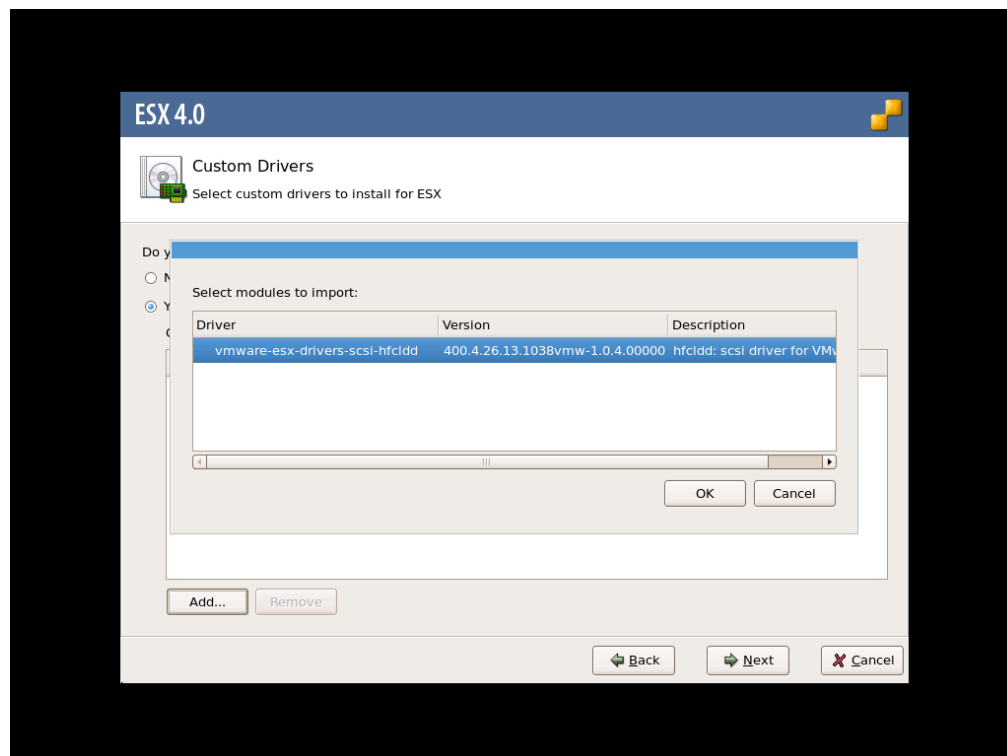 ESX 4.0
Custom Drivers
Select custom drivers to install for ESX
Do y
Select modules to import:
Driver Version Description
vmware-esx-drivers-scsi-hfcldd 400.4.26.13.1038vmw-1.0.4.00000 hfcldd: scsi driver for VMw
OK Cancel
Add... Remove
Back Next Cancel